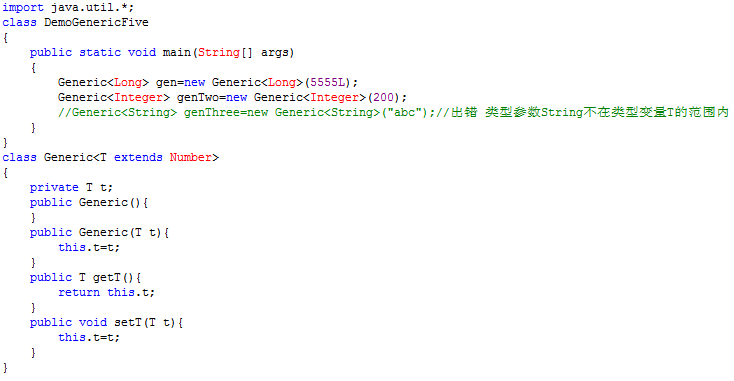 import java.util.*;
class DemoGenericFive
{
    public static void main(String[] args)
    {
        Generic<Long> gen=new Generic<Long>(5555L);
        Generic<Integer> genTwo=new Generic<Integer>(200);
        //Generic<String> genThree=new Generic<String>("abc");//出错 类型参数String不在类型变量T的范围内
    }
}
class Generic<T extends Number>
{
    private T t;
    public Generic(){
    }
    public Generic(T t){
        this.t=t;
    }
    public T getT(){
        return this.t;
    }
    public void setT(T t){
        this.t=t;
    }
}